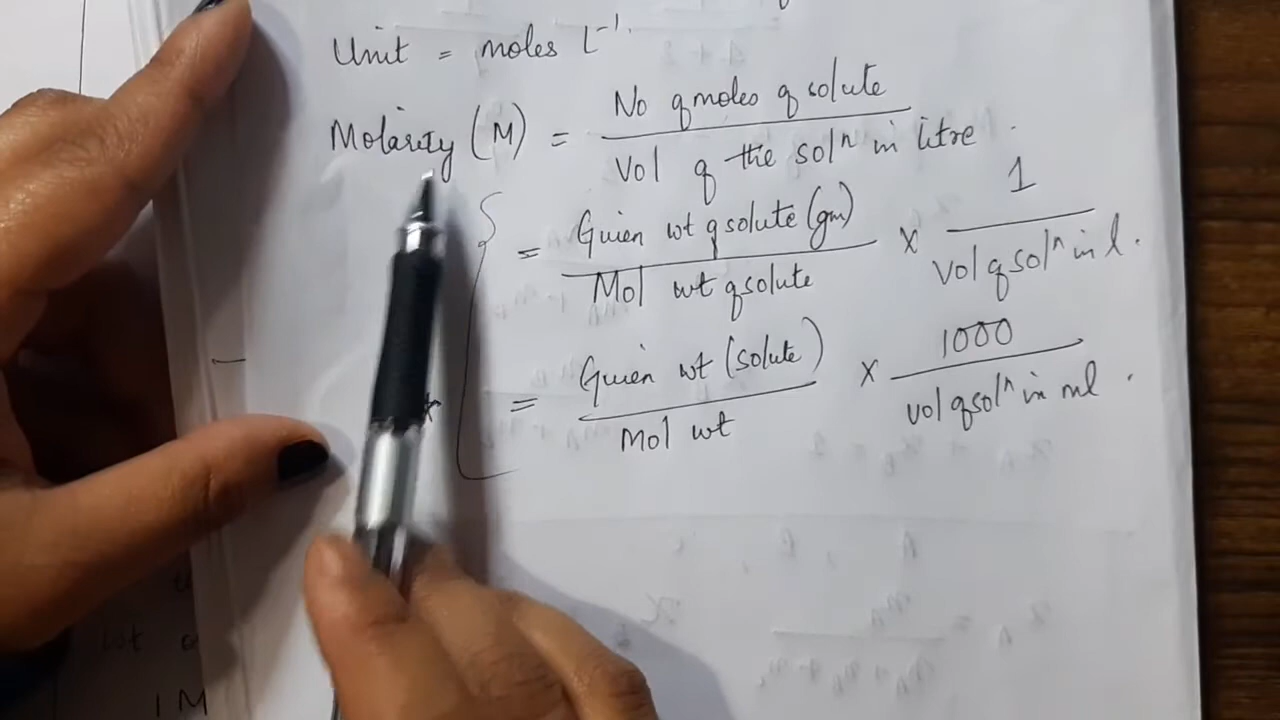 Unit = moles L⁻¹.
Molarity (M) = No of moles of solute / Vol of the solⁿ in litre.
= Given wt of solute (gm) / Mol wt of solute × 1 / Vol of solⁿ in l.
= Given wt (solute) / Mol wt × 1000 / vol of solⁿ in ml.
wt
1 M